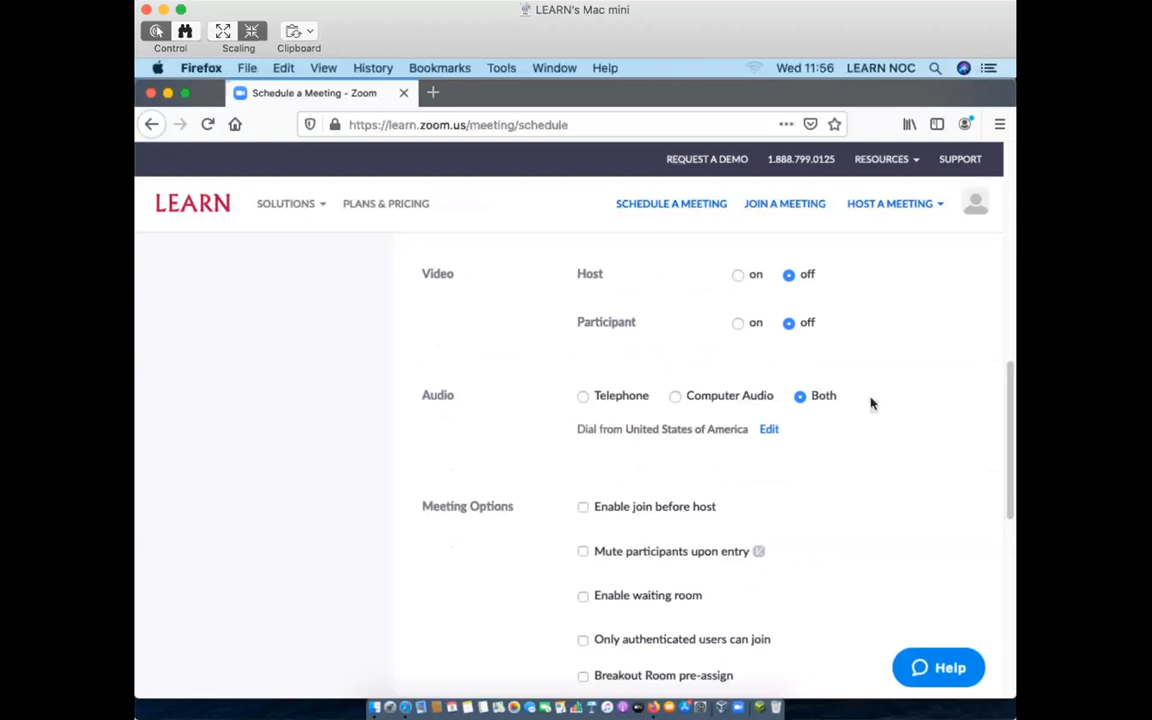 LEARN's Mac mini
Control Scaling Clipboard
Firefox File Edit View History Bookmarks Tools Window Help Wed 11:56 LEARN NOC
Schedule a Meeting - Zoom
https://learn.zoom.us/meeting/schedule
REQUEST A DEMO 1.888.799.0125 RESOURCES SUPPORT
LEARN SOLUTIONS PLANS & PRICING SCHEDULE A MEETING JOIN A MEETING HOST A MEETING
Video Host on off
Participant on off
Audio Telephone Computer Audio Both
Dial from United States of America Edit
Meeting Options Enable join before host
Mute participants upon entry
Enable waiting room
Only authenticated users can join
Breakout Room pre-assign
Help